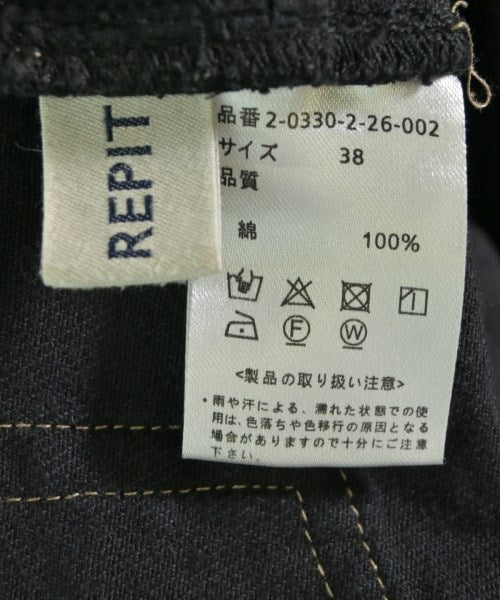 REPIT
品番 2-0330-2-26-002
サイズ 38
品質
綿 100%
F W
<製品の取り扱い注意>
・雨や汗による、濡れた状態での使
用は、色落ちや色移行の原因となる
場合がありますので十分にご注意
下さい。